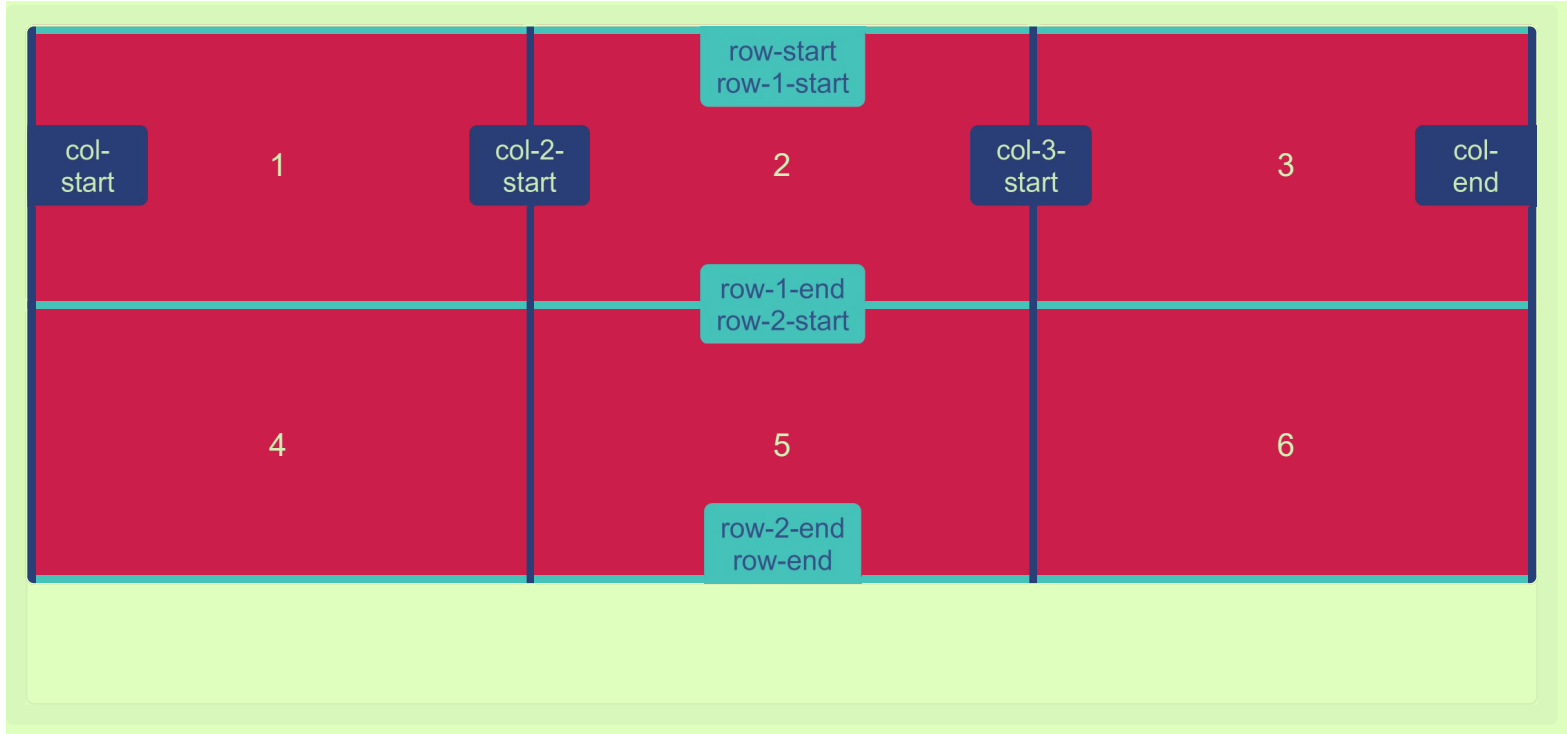 row-start
row-1-start
col-
start
1
col-2-
start
2
col-3-
start
3
col-
end
row-1-end
row-2-start
4
5
6
row-2-end
row-end